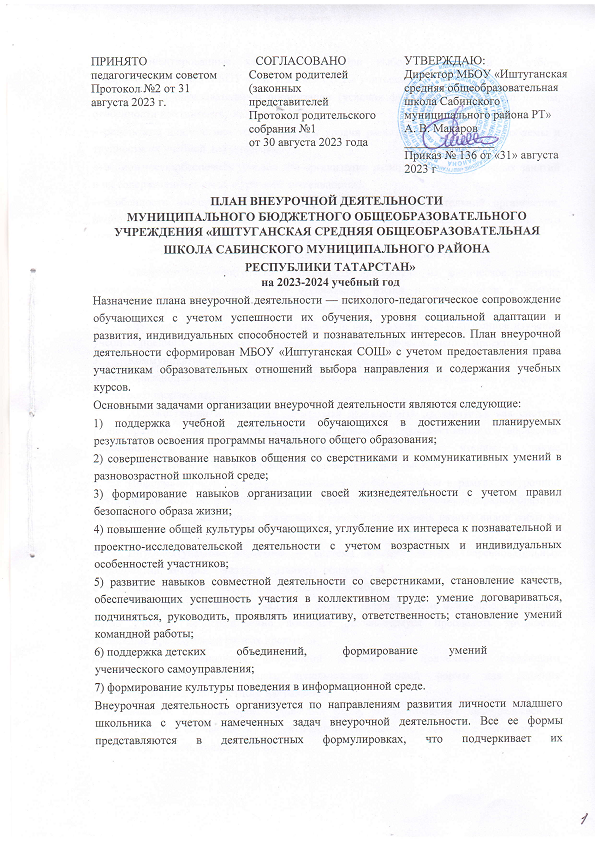 ПРИНЯТО
педагогическим советом
Протокол №2 от 31
августа 2023 г.
СОГЛАСОВАНО
Советом родителей
(законных
представителей
Протокол родительского
собрания №1
от 30 августа 2023 года
УТВЕРЖДАЮ:
Директор МБОУ «Иштуганская
средняя общеобразовательная
школа Сабинского
муниципального района РТ»
А. В. Макаров
Приказ № 136 от «31» августа
2023 г
ПЛАН ВНЕУРОЧНОЙ ДЕЯТЕЛЬНОСТИ
МУНИЦИПАЛЬНОГО БЮДЖЕТНОГО ОБЩЕОБРАЗОВАТЕЛЬНОГО
УЧРЕЖДЕНИЯ «ИШТУГАНСКАЯ СРЕДНЯЯ ОБЩЕОБРАЗОВАТЕЛЬНАЯ
ШКОЛА САБИНСКОГО МУНИЦИПАЛЬНОГО РАЙОНА
РЕСПУБЛИКИ ТАТАРСТАН»
на 2023-2024 учебный год
Назначение плана внеурочной деятельности — психолого-педагогическое сопровождение
обучающихся с учетом успешности их обучения, уровня социальной адаптации и
развития, индивидуальных способностей и познавательных интересов. План внеурочной
деятельности сформирован МБОУ «Иштуганская СОШ» с учетом предоставления права
участникам образовательных отношений выбора направления и содержания учебных
курсов.
Основными задачами организации внеурочной деятельности являются следующие:
1) поддержка учебной деятельности обучающихся в достижении планируемых
результатов освоения программы начального общего образования;
2) совершенствование навыков общения со сверстниками и коммуникативных умений в
разновозрастной школьной среде;
3) формирование навыков организации своей жизнедеятельности с учетом правил
безопасного образа жизни;
4) повышение общей культуры обучающихся, углубление их интереса к познавательной и
проектно-исследовательской деятельности с учетом возрастных и индивидуальных
особенностей участников;
5) развитие навыков совместной деятельности со сверстниками, становление качеств,
обеспечивающих успешность участия в коллективном труде: умение договариваться,
подчиняться, руководить, проявлять инициативу, ответственность; становление умений
командной работы;
6) поддержка детских объединений, формирование умений
ученического самоуправления;
7) формирование культуры поведения в информационной среде.
Внеурочная деятельность организуется по направлениям развития личности младшего
школьника с учетом намеченных задач внеурочной деятельности. Все ее формы
представляются в деятельностных формулировках, что подчеркивает их
1